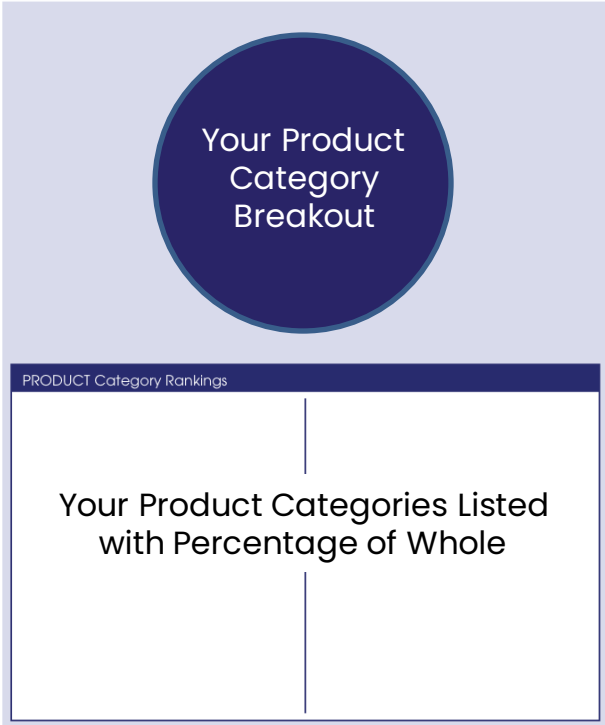 Your Product
Category
Breakout
PRODUCT Category Rankings
Your Product Categories Listed
with Percentage of Whole